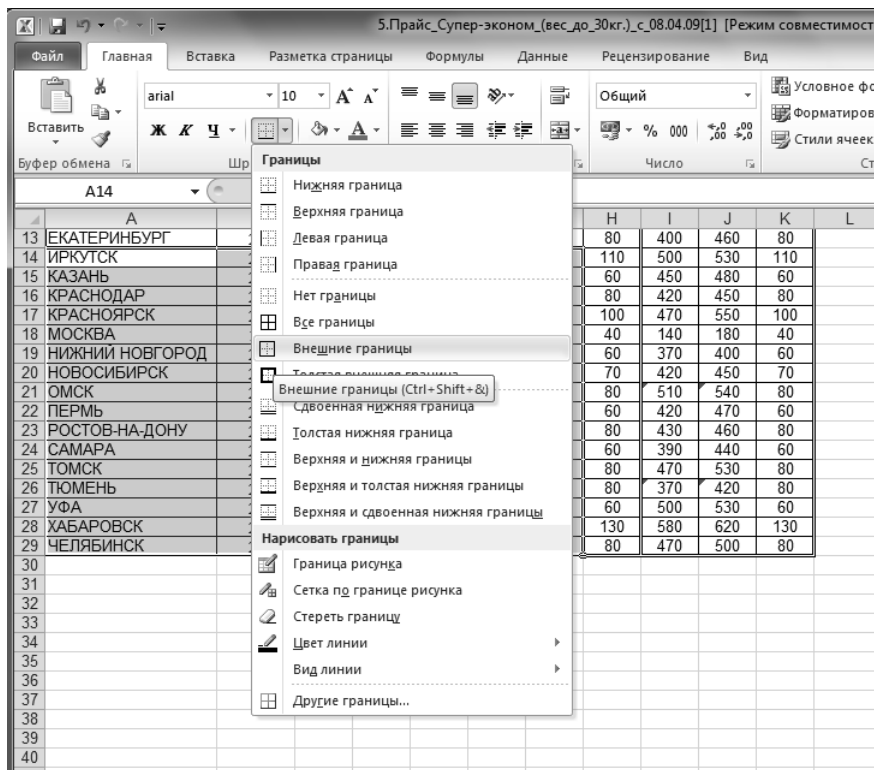 5.Прайс_Супер-эконом_(вес_до_30кг.)_с_08.04.09[1] [Режим совместимост
Файл Главная Вставка Разметка страницы Формулы Данные Рецензирование Вид
Вставить
arial 10
Ж К Ч
Общий
% 000
Условное фо
Форматиров
Стили ячеек
Буфер обмена Шр Число Ст
A14
A H I J K L
Границы
Нижняя граница
Верхняя граница
Левая граница
Правая граница
Нет границы
Все границы
Внешние границы
Толстая внешняя граница
Внешние границы (Ctrl+Shift+&)
Сдвоенная нижняя граница
Толстая нижняя граница
Верхняя и нижняя границы
Верхняя и толстая нижняя границы
Верхняя и сдвоенная нижняя границы
Нарисовать границы
Граница рисунка
Сетка по границе рисунка
Стереть границу
Цвет линии
Вид линии
Другие границы...
13 ЕКАТЕРИНБУРГ 80 400 460 80
14 ИРКУТСК 110 500 530 110
15 КАЗАНЬ 60 450 480 60
16 КРАСНОДАР 80 420 450 80
17 КРАСНОЯРСК 100 470 550 100
18 МОСКВА 40 140 180 40
19 НИЖНИЙ НОВГОРОД 60 370 400 60
20 НОВОСИБИРСК 70 420 450 70
21 ОМСК 80 510 540 80
22 ПЕРМЬ 60 420 470 60
23 РОСТОВ-НА-ДОНУ 80 430 460 80
24 САМАРА 60 390 440 60
25 ТОМСК 80 470 530 80
26 ТЮМЕНЬ 80 370 420 80
27 УФА 60 500 530 60
28 ХАБАРОВСК 130 580 620 130
29 ЧЕЛЯБИНСК 80 470 500 80
30
31
32
33
34
35
36
37
38
39
40